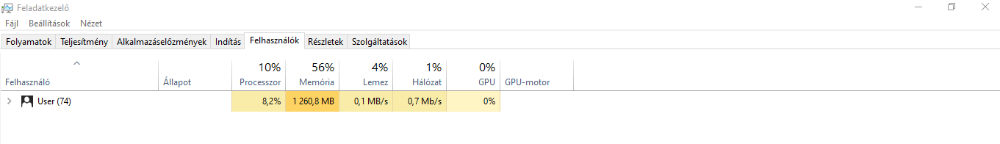 Feladatkezelő
Fájl Beállítások Nézet
Folyamatok Teljesítmény Alkalmazáselőzmények Indítás Felhasználók Részletek Szolgáltatások
10% 56% 4% 1% 0%
Felhasználó Állapot Processzor Memória Lemez Hálózat GPU GPU-motor
User (74) 8,2% 1 260,8 MB 0,1 MB/s 0,7 Mb/s 0%